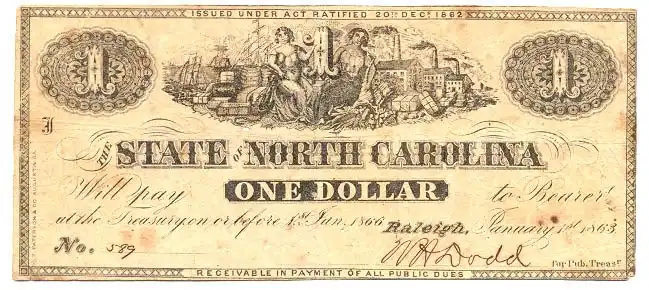 ISSUED UNDER ACT RATIFIED 20TH DEC. 1862
1 1 1
THE STATE OF NORTH CAROLINA
Will pay ONE DOLLAR to Bearer
at the Treasury, on or before 1st Jan. 1866
Raleigh, January 1st 1863
No. 589
W H Dodd For Pub. Treasr.
RECEIVABLE IN PAYMENT OF ALL PUBLIC DUES